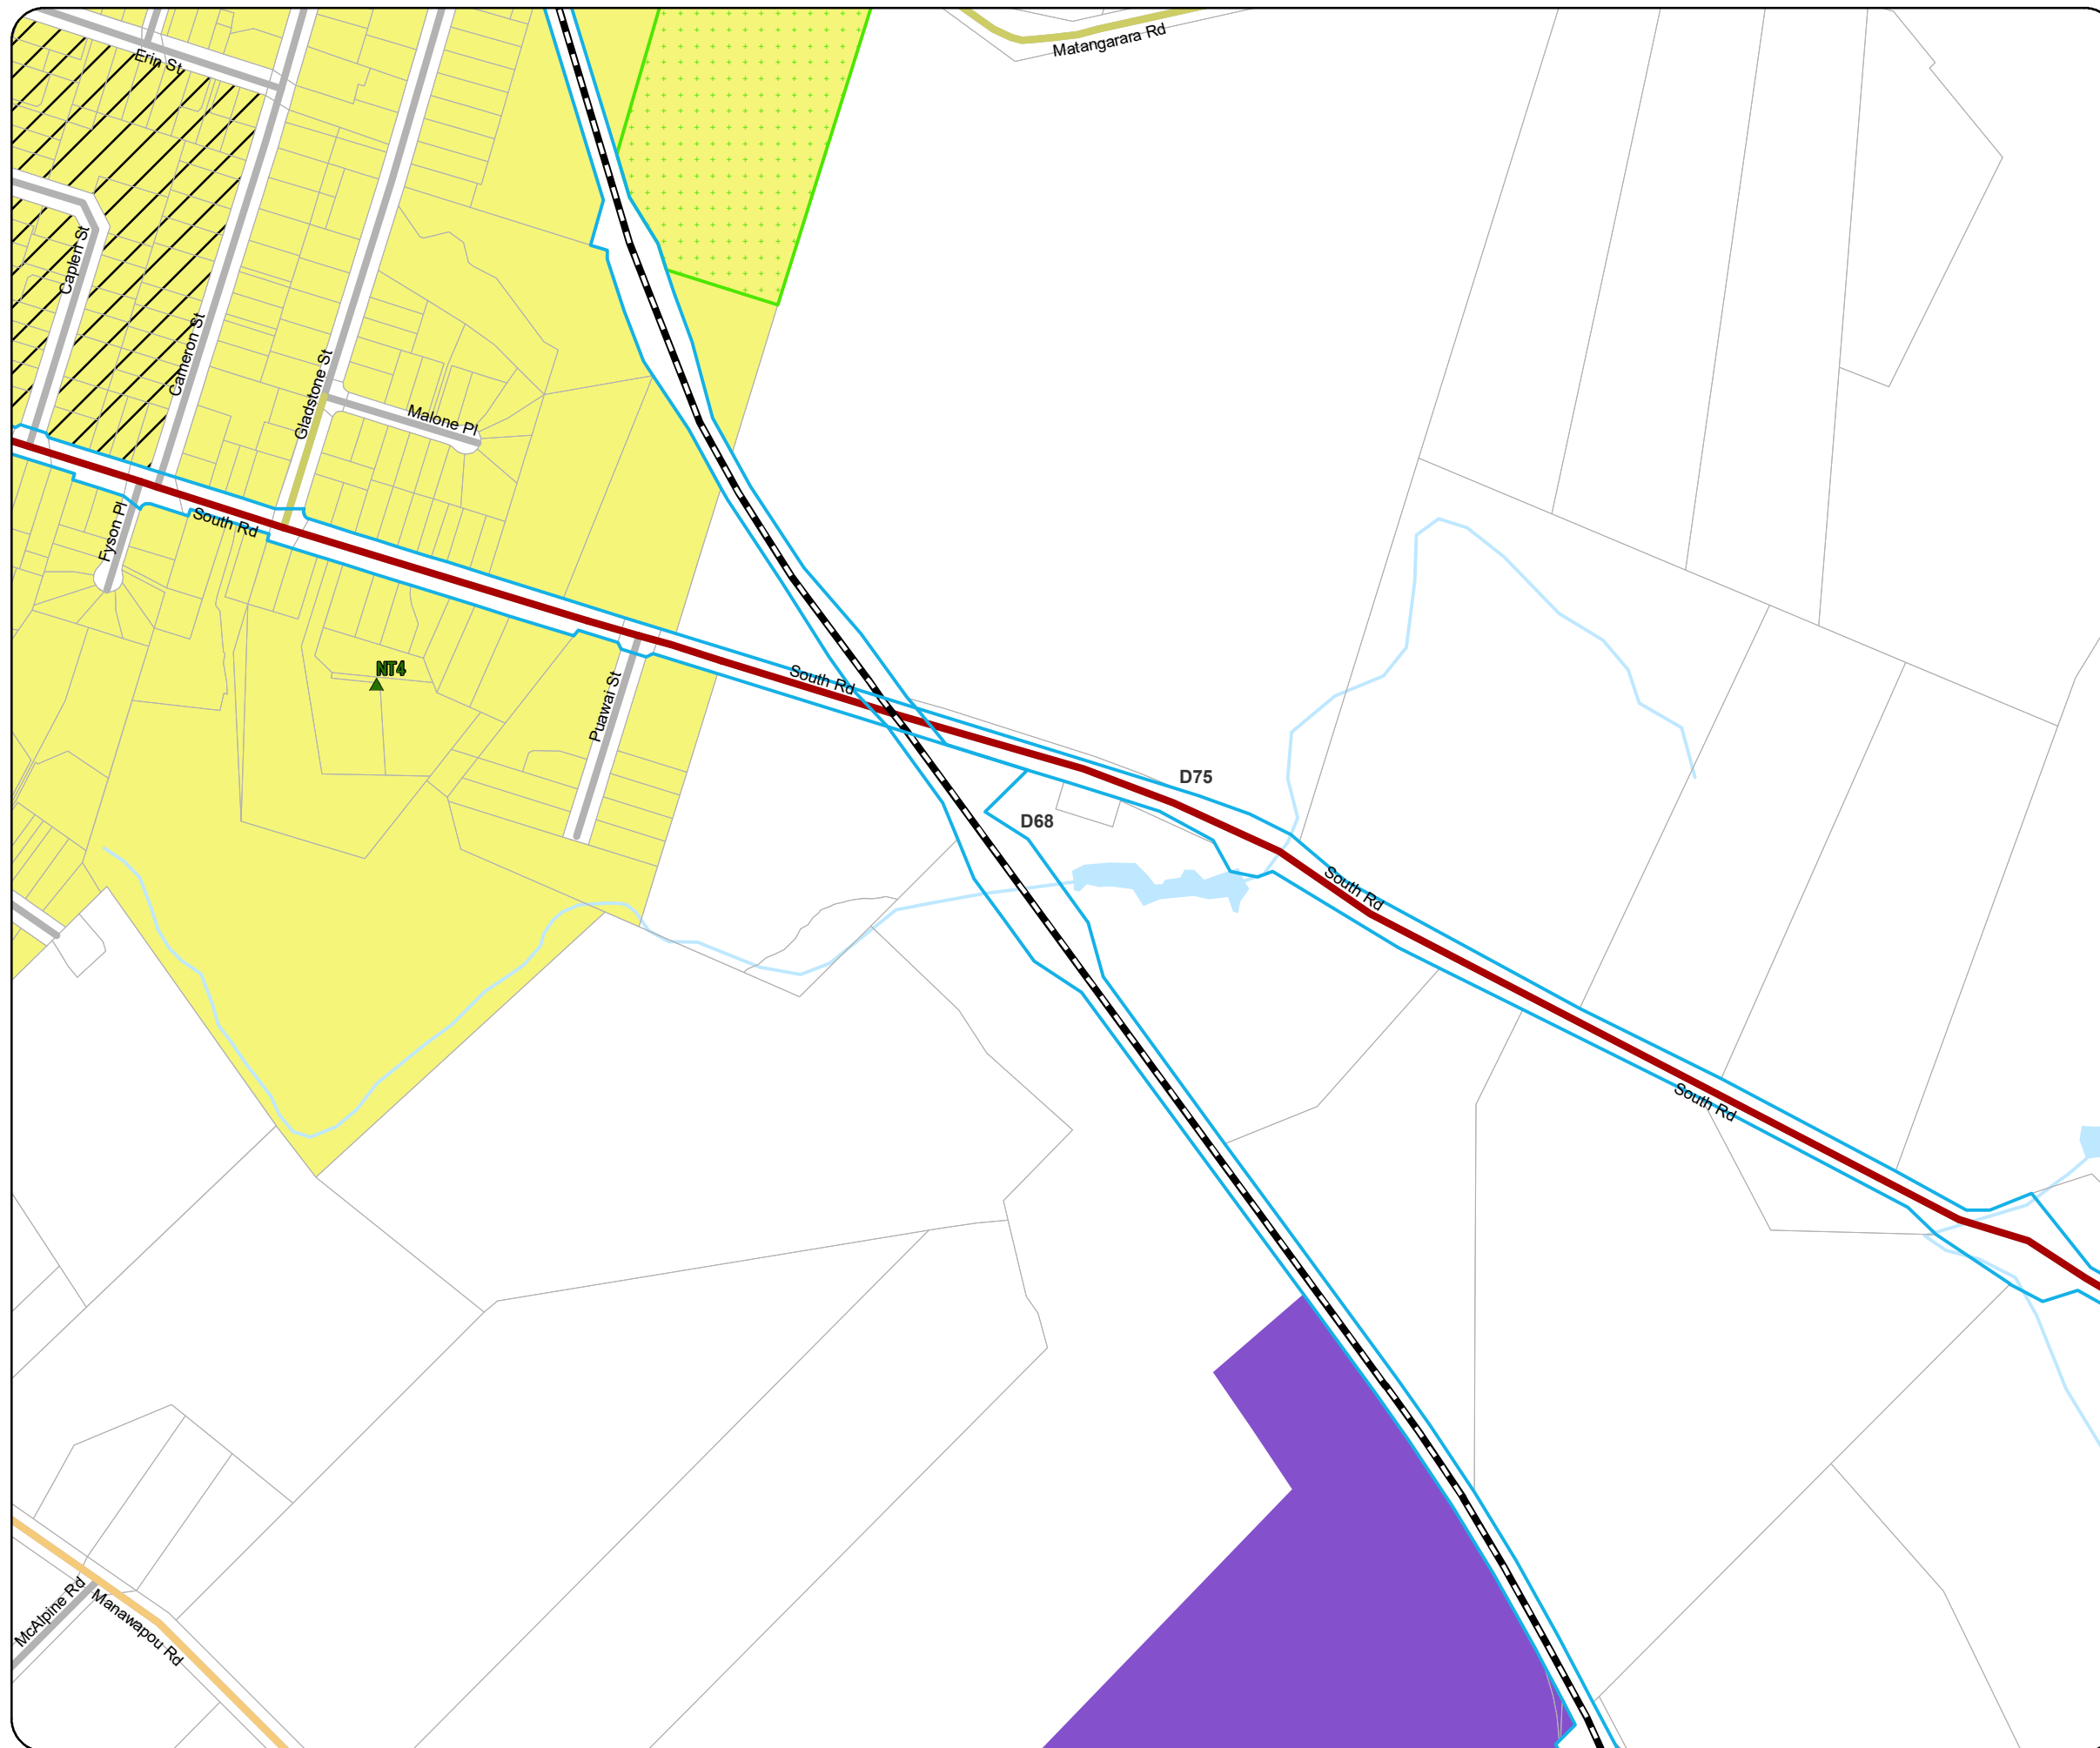 Matangarara Rd
Erin St
Caplen St
Cameron St
Gladstone St
Malone Pl
Fyson Pl
South Rd
NT4
South Rd
Puawai St
D75
D68
South Rd
South Rd
McAlpine Rd
Manawapou Rd